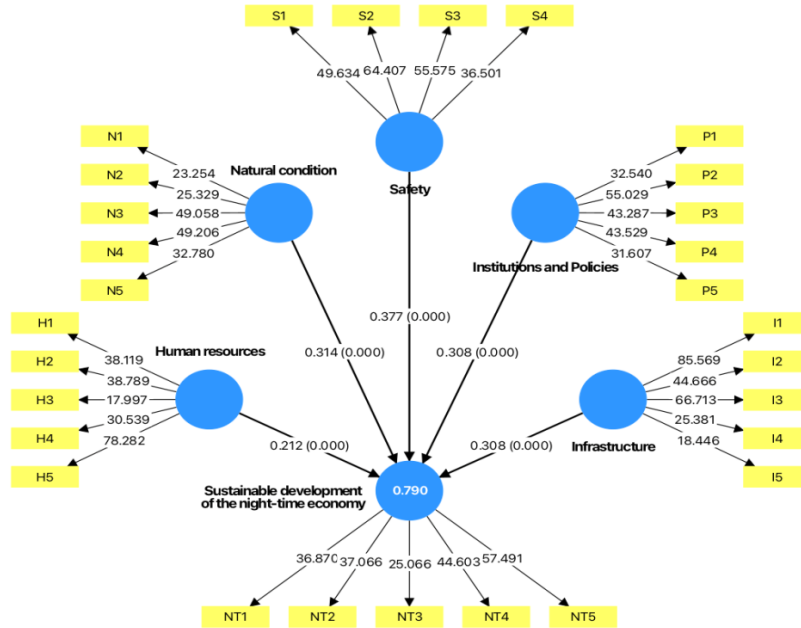 S1
S2
S3
S4
49.634
64.407
55.575
36.501
N1
N2
N3
N4
N5
23.254
25.329
49.058
49.206
32.780
Natural condition
Safety
P1
P2
P3
P4
P5
32.540
55.029
43.287
43.529
31.607
Institutions and Policies
H1
H2
H3
H4
H5
38.119
38.789
17.997
30.539
78.282
Human resources
0.377 (0.000)
0.314 (0.000)
0.308 (0.000)
0.212 (0.000)
0.308 (0.000)
I1
I2
I3
I4
I5
85.569
44.666
66.713
25.381
18.446
Infrastructure
Sustainable development
of the night-time economy
0.790
36.870
37.066
25.066
44.603
57.491
NT1
NT2
NT3
NT4
NT5